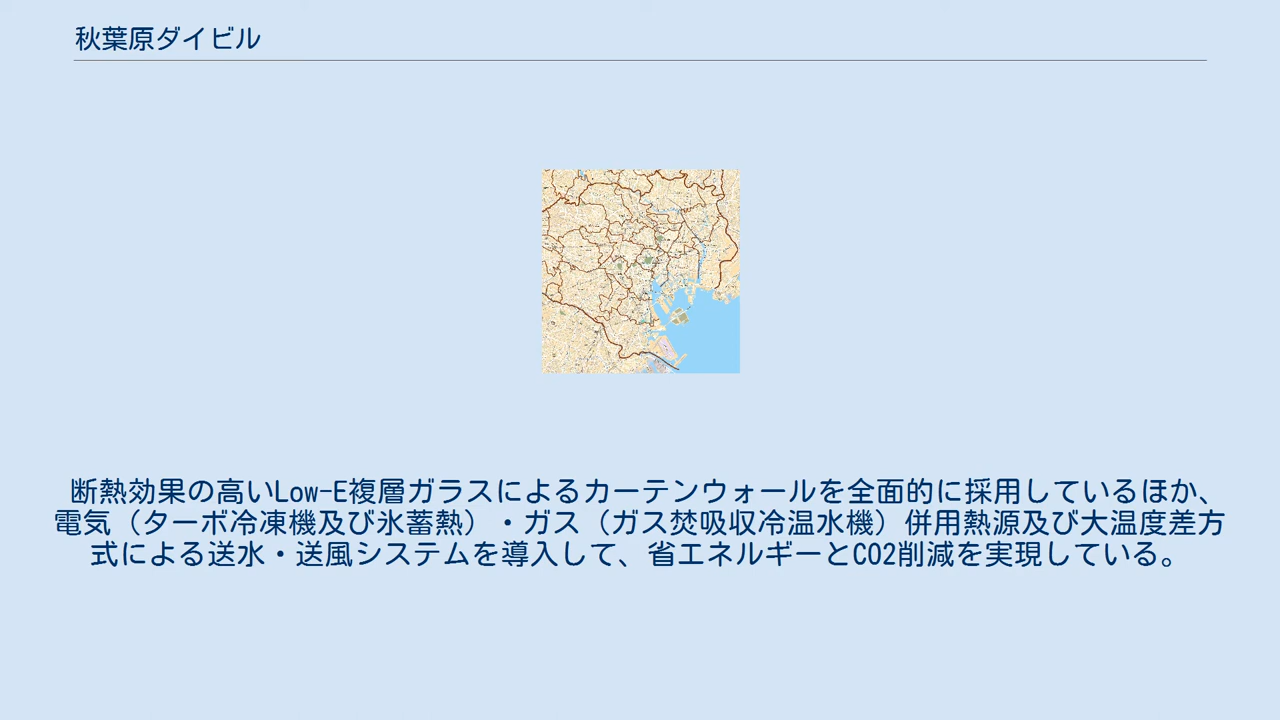 秋葉原ダイビル
断熱効果の高いLow-E複層ガラスによるカーテンウォールを全面的に採用しているほか、
電気（ターボ冷凍機及び氷蓄熱）・ガス（ガス焚吸収冷温水機）併用熱源及び大温度差方
式による送水・送風システムを導入して、省エネルギーとCO2削減を実現している。